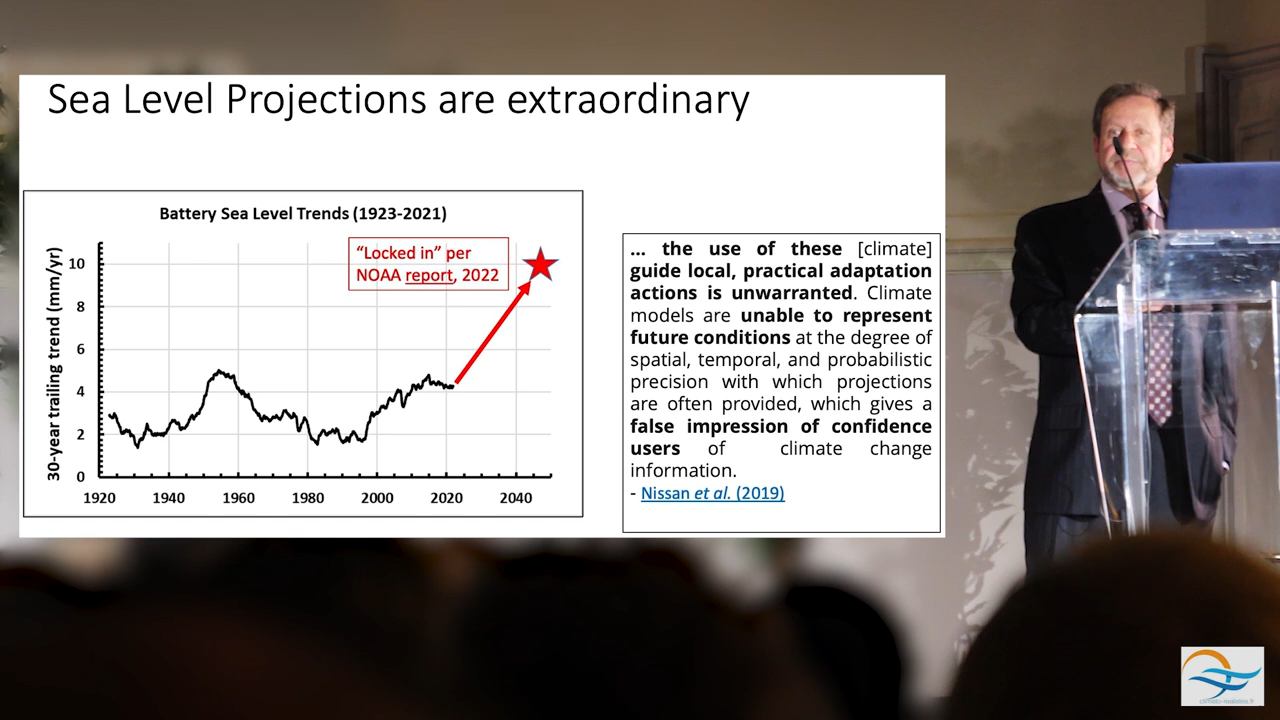 Sea Level Projections are extraordinary
Battery Sea Level Trends (1923-2021)
30-year trailing trend (mm/yr)
10
8
6
4
2
0
1920 1940 1960 1980 2000 2020 2040
“Locked in” per
NOAA report, 2022
... the use of these [climate]
guide local, practical adaptation
actions is unwarranted. Climate
models are unable to represent
future conditions at the degree of
spatial, temporal, and probabilistic
precision with which projections
are often provided, which gives a
false impression of confidence
users of climate change
information.
- Nissan et al. (2019)
climato-realistes.fr